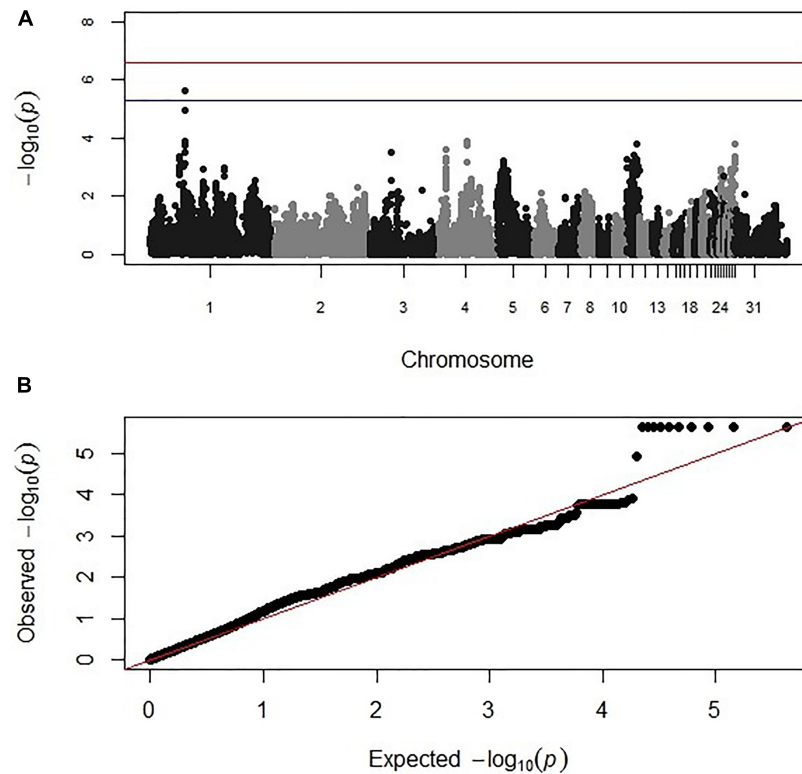 A
8
6
4
2
0
−log₁₀(p)
1 2 3 4 5 6 7 8 10 13 18 24 31
Chromosome
B
5
4
3
2
1
0
Observed −log₁₀(p)
0 1 2 3 4 5
Expected −log₁₀(p)